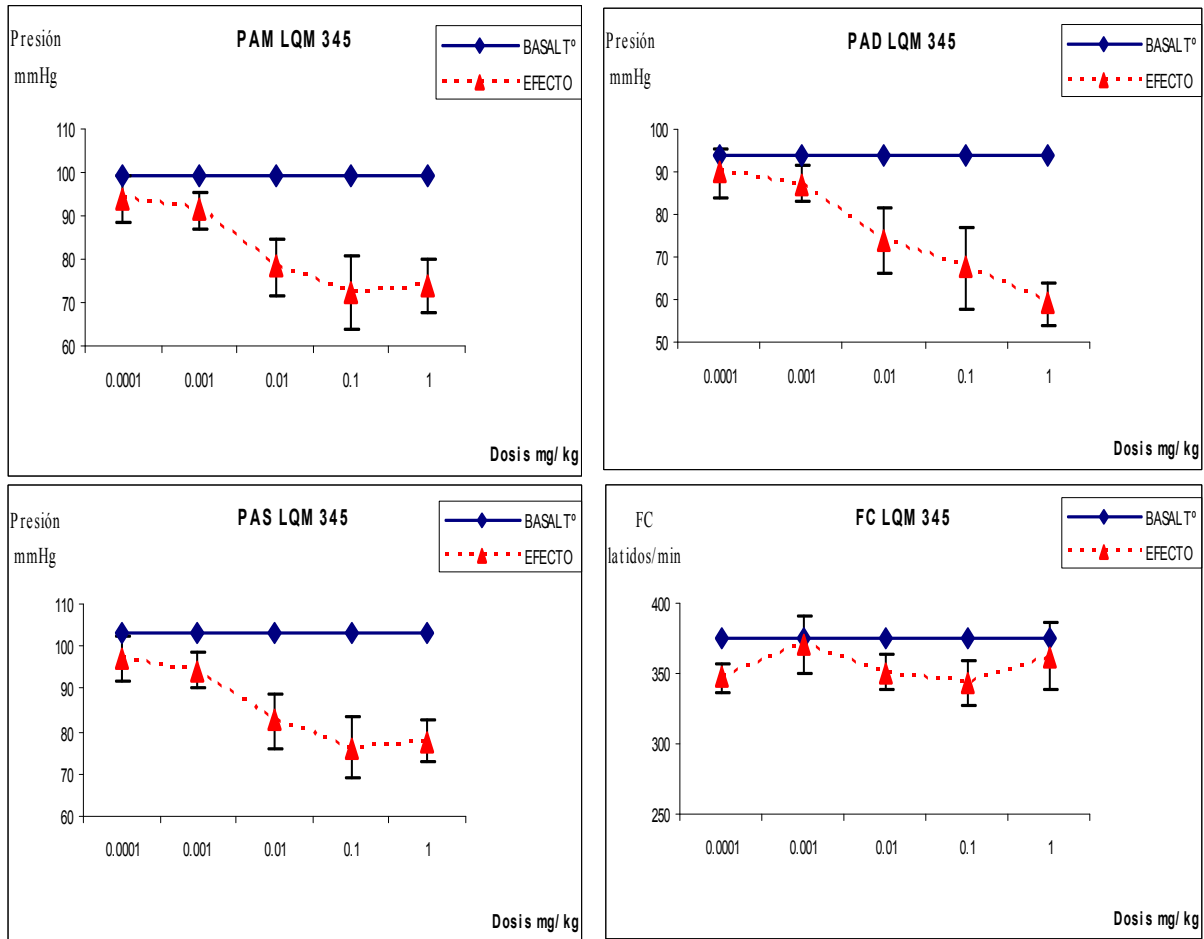 Presión
mmHg
PAM LQM 345
BASAL Tº
EFECTO
110
100
90
80
70
60
0.0001 0.001 0.01 0.1 1
Dosis mg/kg
Presión
mmHg
PAD LQM 345
BASAL Tº
EFECTO
100
90
80
70
60
50
0.0001 0.001 0.01 0.1 1
Dosis mg/kg
Presión
mmHg
PAS LQM 345
BASAL Tº
EFECTO
110
100
90
80
70
60
0.0001 0.001 0.01 0.1 1
Dosis mg/kg
FC
latidos/min
FC LQM 345
BASAL Tº
EFECTO
400
350
300
250
0.0001 0.001 0.01 0.1 1
Dosis mg/kg